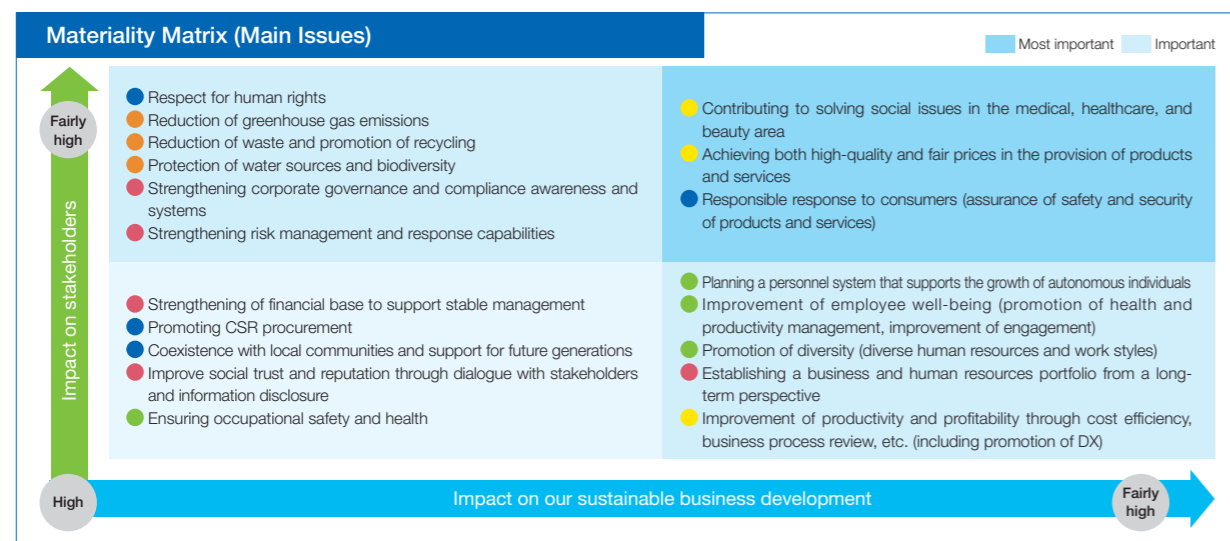 Materiality Matrix (Main Issues)
Most important
Important
Fairly
high
Impact on stakeholders
Respect for human rights
Reduction of greenhouse gas emissions
Reduction of waste and promotion of recycling
Protection of water sources and biodiversity
Strengthening corporate governance and compliance awareness and
systems
Strengthening risk management and response capabilities
Contributing to solving social issues in the medical, healthcare, and
beauty area
Achieving both high-quality and fair prices in the provision of products
and services
Responsible response to consumers (assurance of safety and security
of products and services)
Strengthening of financial base to support stable management
Promoting CSR procurement
Coexistence with local communities and support for future generations
Improve social trust and reputation through dialogue with stakeholders
and information disclosure
Ensuring occupational safety and health
Planning a personnel system that supports the growth of autonomous individuals
Improvement of employee well-being (promotion of health and
productivity management, improvement of engagement)
Promotion of diversity (diverse human resources and work styles)
Establishing a business and human resources portfolio from a long-
term perspective
Improvement of productivity and profitability through cost efficiency,
business process review, etc. (including promotion of DX)
High
Impact on our sustainable business development
Fairly
high